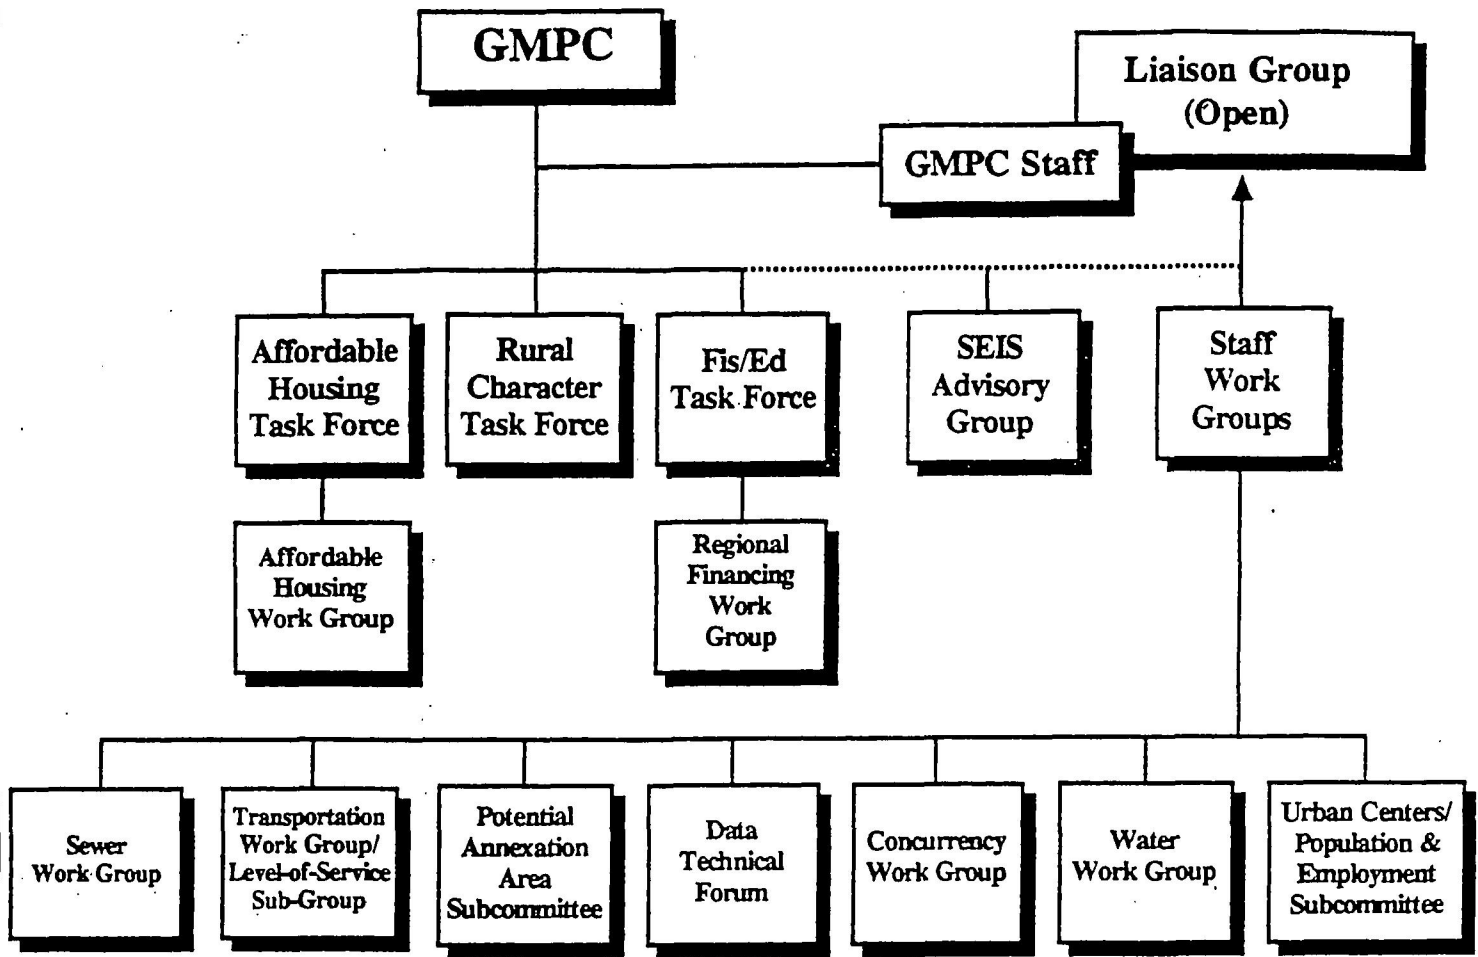 GMPC
Liaison Group
(Open)
GMPC Staff
Affordable
Housing
Task Force
Rural
Character
Task Force
Fis/Ed
Task Force
SEIS
Advisory
Group
Staff
Work
Groups
Affordable
Housing
Work Group
Regional
Financing
Work
Group
Sewer
Work Group
Transportation
Work Group/
Level-of-Service
Sub-Group
Potential
Annexation
Area
Subcommittee
Data
Technical
Forum
Concurrency
Work Group
Water
Work Group
Urban Centers/
Population &
Employment
Subcommittee